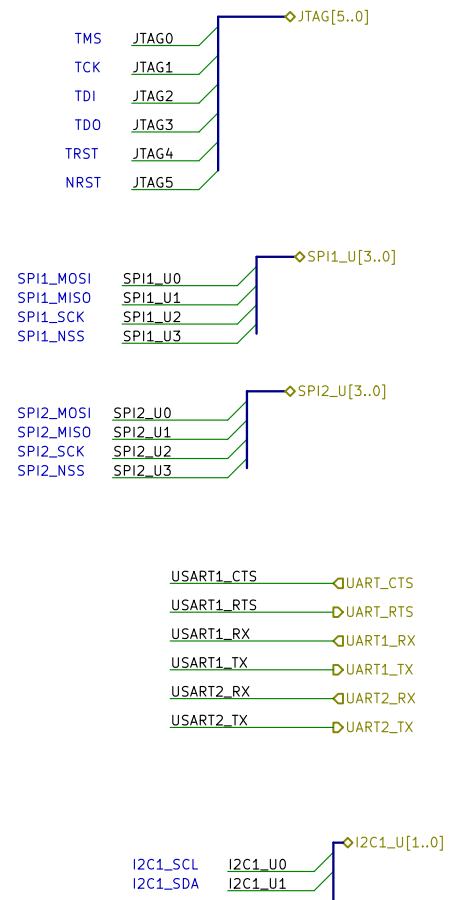 JTAG[5..0]
TMS JTAG0
TCK JTAG1
TDI JTAG2
TDO JTAG3
TRST JTAG4
NRST JTAG5
SPI1_U[3..0]
SPI1_MOSI SPI1_U0
SPI1_MISO SPI1_U1
SPI1_SCK SPI1_U2
SPI1_NSS SPI1_U3
SPI2_U[3..0]
SPI2_MOSI SPI2_U0
SPI2_MISO SPI2_U1
SPI2_SCK SPI2_U2
SPI2_NSS SPI2_U3
USART1_CTS UART_CTS
USART1_RTS UART_RTS
USART1_RX UART1_RX
USART1_TX UART1_TX
USART2_RX UART2_RX
USART2_TX UART2_TX
I2C1_U[1..0]
I2C1_SCL I2C1_U0
I2C1_SDA I2C1_U1